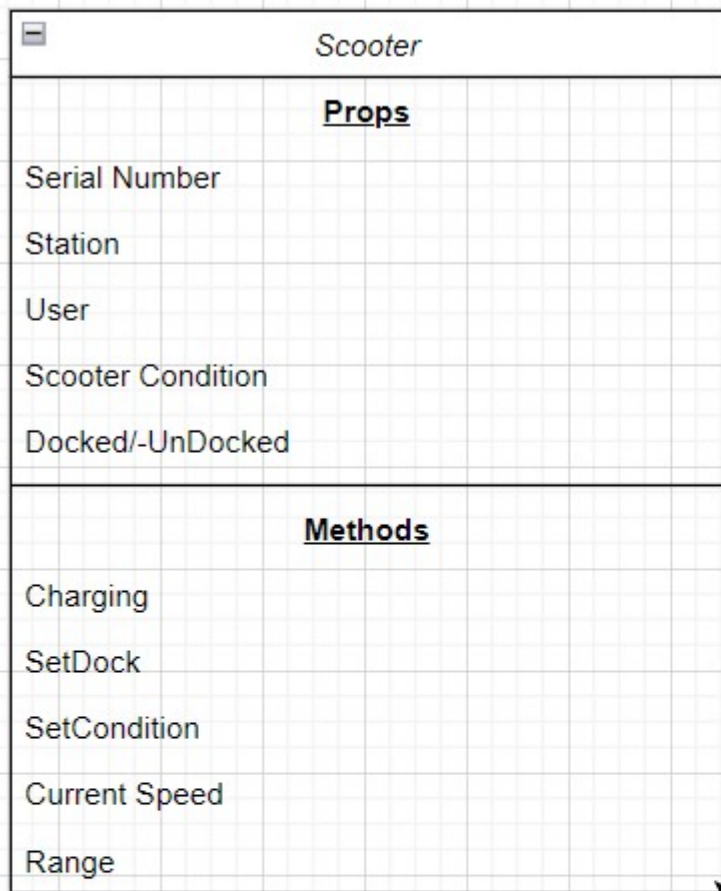 Scooter
Props
Serial Number
Station
User
Scooter Condition
Docked/-UnDocked
Methods
Charging
SetDock
SetCondition
Current Speed
Range